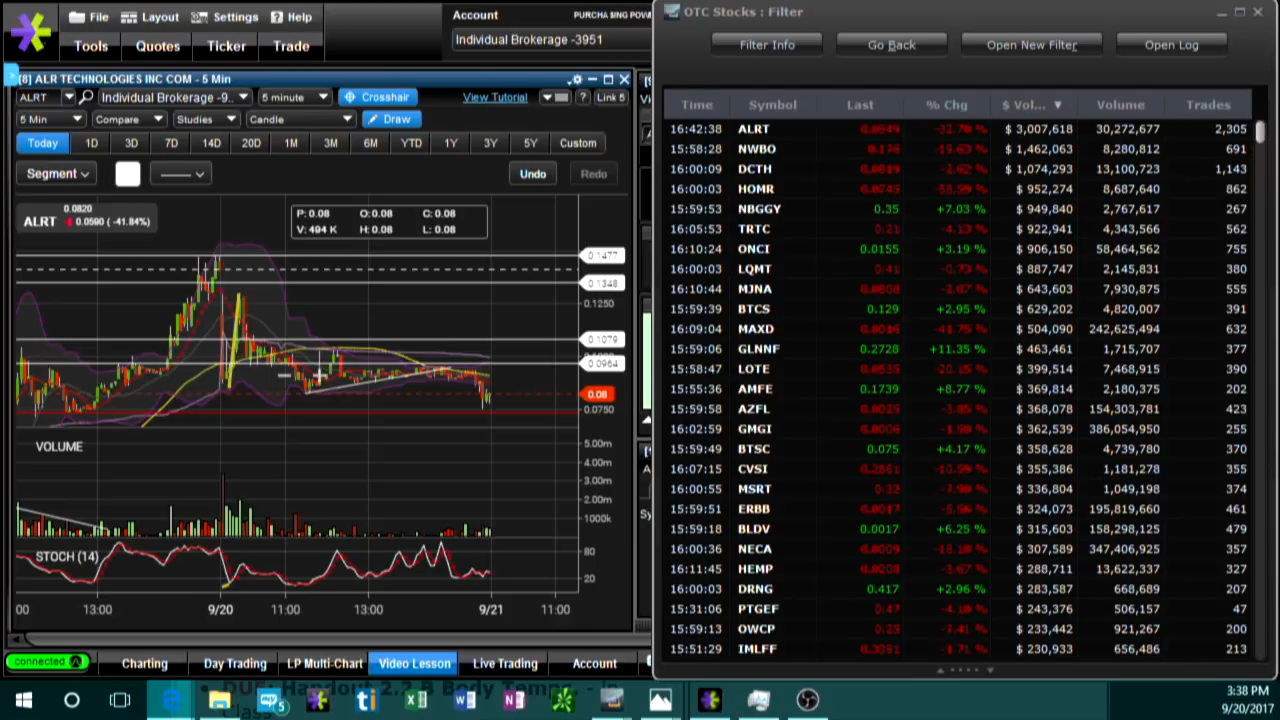 File Layout Settings Help
Tools Quotes Ticker Trade
Account
Individual Brokerage -3951
[8] ALR TECHNOLOGIES INC COM - 5 Min
ALRT Individual Brokerage -9.. 5 minute Crosshair View Tutorial ? Link 5
5 Min Compare Studies Candle Draw
Today 1D 3D 7D 14D 20D 1M 3M 6M YTD 1Y 3Y 5Y Custom
Segment Undo Redo
0.0820
ALRT 0.0590 ( -41.84%)
P: 0.08 O: 0.08 C: 0.08
V: 494 K H: 0.08 L: 0.08
0.1477
0.1348
0.1250
0.1079
0.0964
0.08
0.0750
VOLUME
5.00m
4.00m
3.00m
2.00m
1000k
STOCH (14)
80
20
:00 13:00 9/20 11:00 13:00 9/21 11:00
connected Charting Day Trading LP Multi-Chart Video Lesson Live Trading Account
OTC Stocks : Filter
Filter Info Go Back Open New Filter Open Log
Time Symbol Last % Chg $ Vol... ▼ Volume Trades
16:42:38 ALRT $ 3,007,618 30,272,677 2,305
15:58:28 NWBO $ 1,462,063 8,280,812 691
16:00:09 DCTH $ 1,074,293 13,100,723 1,143
16:00:03 HOMR $ 952,274 8,687,640 862
15:59:53 NBGGY 0.35 +7.03 % $ 949,840 2,767,617 267
16:05:53 TRTC 0.21 $ 922,941 4,343,566 562
16:10:24 ONCI 0.0155 +3.19 % $ 906,150 58,464,562 755
16:00:03 LQMT 0.41 $ 887,747 2,145,831 380
16:10:44 MJNA $ 643,603 7,930,875 555
15:59:39 BTCS 0.129 +2.95 % $ 629,202 4,820,007 391
16:09:04 MAXD $ 504,090 242,625,494 632
15:59:06 GLNNF 0.2728 +11.35 % $ 463,461 1,715,707 377
15:58:47 LOTE $ 399,514 7,468,915 390
15:55:36 AMFE 0.1739 +8.77 % $ 369,814 2,180,375 202
15:59:58 AZFL $ 368,078 154,303,781 423
16:02:59 GMGI $ 362,539 386,054,950 255
15:59:49 BTSC 0.075 +4.17 % $ 358,628 4,739,780 370
16:07:15 CVSI $ 355,386 1,181,278 355
16:00:55 MSRT $ 336,804 1,049,198 374
15:59:51 ERBB $ 324,073 195,819,660 461
15:59:18 BLDV 0.0017 +6.25 % $ 315,603 158,298,125 479
16:00:36 NECA $ 307,589 347,406,925 357
16:11:45 HEMP $ 288,711 13,622,337 327
16:00:03 DRNG 0.417 +2.96 % $ 283,587 668,689 207
15:31:06 PTGEF 0.47 $ 243,376 506,157 47
15:59:13 OWCP $ 233,442 921,267 200
15:51:29 IMLFF $ 230,933 656,486 213
3:38 PM
9/20/2017